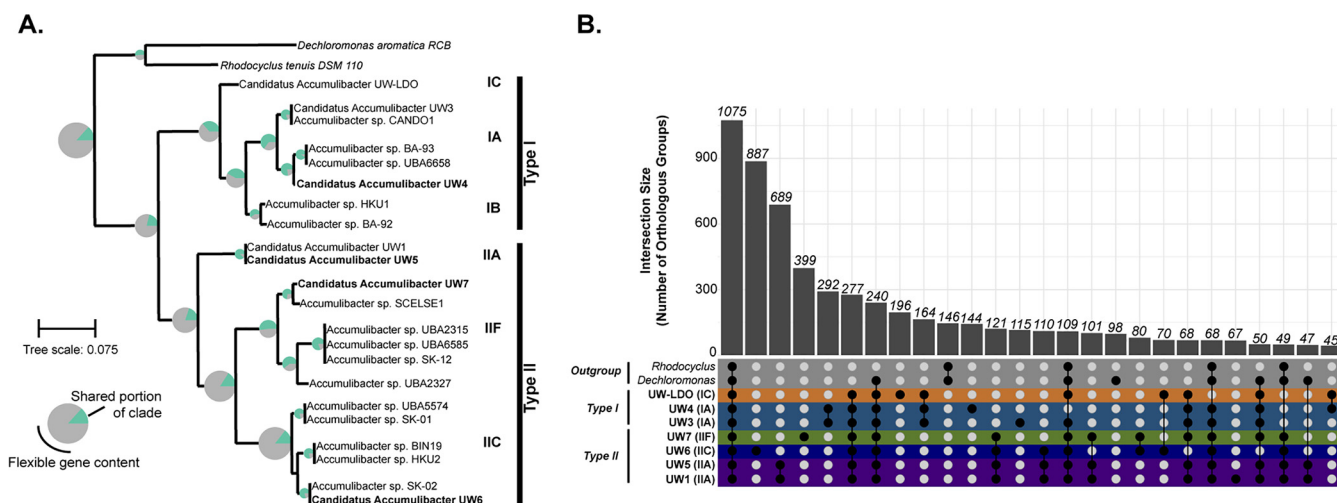 A.
Dechloromonas aromatica RCB
Rhodocyclus tenuis DSM 110
Candidatus Accumulibacter UW-LDO
IC
Candidatus Accumulibacter UW3
Accumulibacter sp. CANDO1
IA
Accumulibacter sp. BA-93
Accumulibacter sp. UBA6658
Candidatus Accumulibacter UW4
Accumulibacter sp. HKU1
IB
Accumulibacter sp. BA-92
Type I
Candidatus Accumulibacter UW1
Candidatus Accumulibacter UW5
IIA
Candidatus Accumulibacter UW7
Accumulibacter sp. SCELSE1
Accumulibacter sp. UBA2315
Accumulibacter sp. UBA6585
Accumulibacter sp. SK-12
IIF
Accumulibacter sp. UBA2327
Accumulibacter sp. UBA5574
Accumulibacter sp. SK-01
Accumulibacter sp. BIN19
Accumulibacter sp. HKU2
IIC
Accumulibacter sp. SK-02
Candidatus Accumulibacter UW6
Type II
Tree scale: 0.075
Shared portion
of clade
Flexible gene content
B.
Intersection Size
(Number of Orthologous Groups)
900
600
300
0
1075
887
689
399
292
277
240
196
164
146
144
121
115
110
109
101
98
80
70
68
68
67
50
49
47
45
Outgroup
Rhodocyclus
Dechloromonas
Type I
UW-LDO (IC)
UW4 (IA)
UW3 (IA)
Type II
UW7 (IIF)
UW6 (IIC)
UW5 (IIA)
UW1 (IIA)